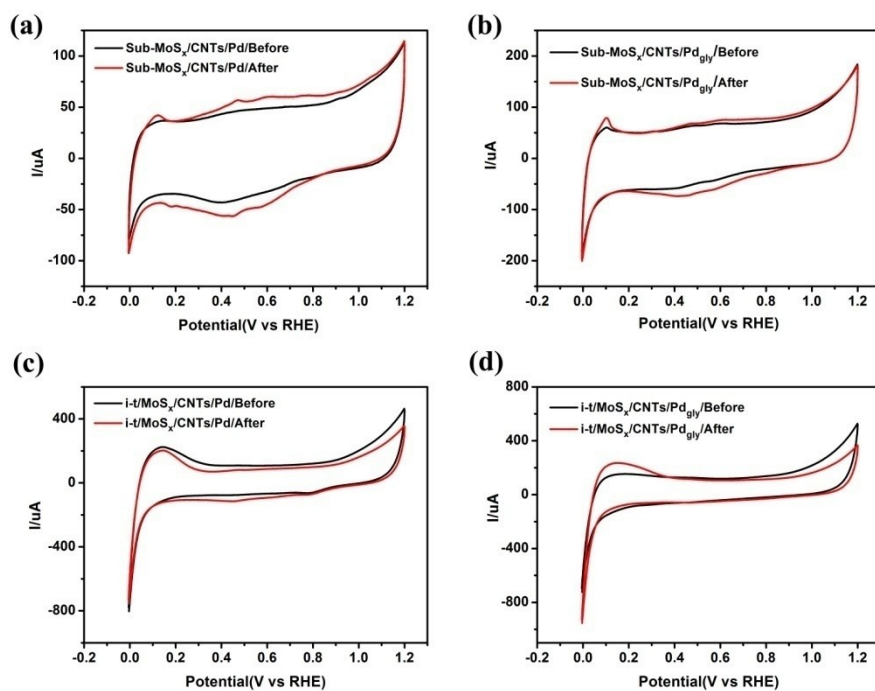 (a)
Sub-MoSx/CNTs/Pd/Before
Sub-MoSx/CNTs/Pd/After
I/uA
100
50
0
-50
-100
-0.2 0.0 0.2 0.4 0.6 0.8 1.0 1.2
Potential(V vs RHE)
(b)
Sub-MoSx/CNTs/Pdgly/Before
Sub-MoSx/CNTs/Pdgly/After
I/uA
200
100
0
-100
-200
-0.2 0.0 0.2 0.4 0.6 0.8 1.0 1.2
Potential(V vs RHE)
(c)
i-t/MoSx/CNTs/Pd/Before
i-t/MoSx/CNTs/Pd/After
I/uA
400
0
-400
-800
-0.2 0.0 0.2 0.4 0.6 0.8 1.0 1.2
Potential(V vs RHE)
(d)
i-t/MoSx/CNTs/Pdgly/Before
i-t/MoSx/CNTs/Pdgly/After
I/uA
800
400
0
-400
-800
-0.2 0.0 0.2 0.4 0.6 0.8 1.0 1.2
Potential(V vs RHE)